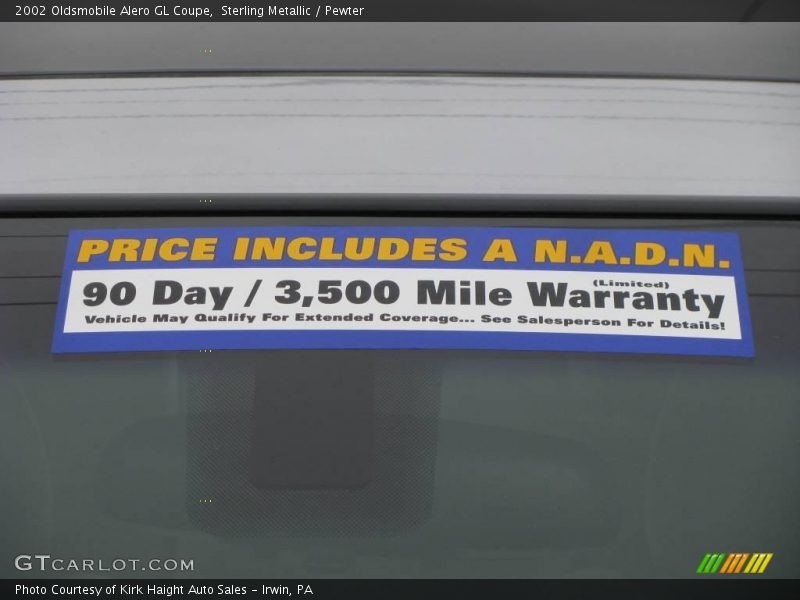 2002 Oldsmobile Alero GL Coupe, Sterling Metallic / Pewter
PRICE INCLUDES A N.A.D.N.
(Limited)
90 Day / 3,500 Mile Warranty
Vehicle May Qualify For Extended Coverage... See Salesperson For Details!
GTCARLOT.COM
Photo Courtesy of Kirk Haight Auto Sales - Irwin, PA